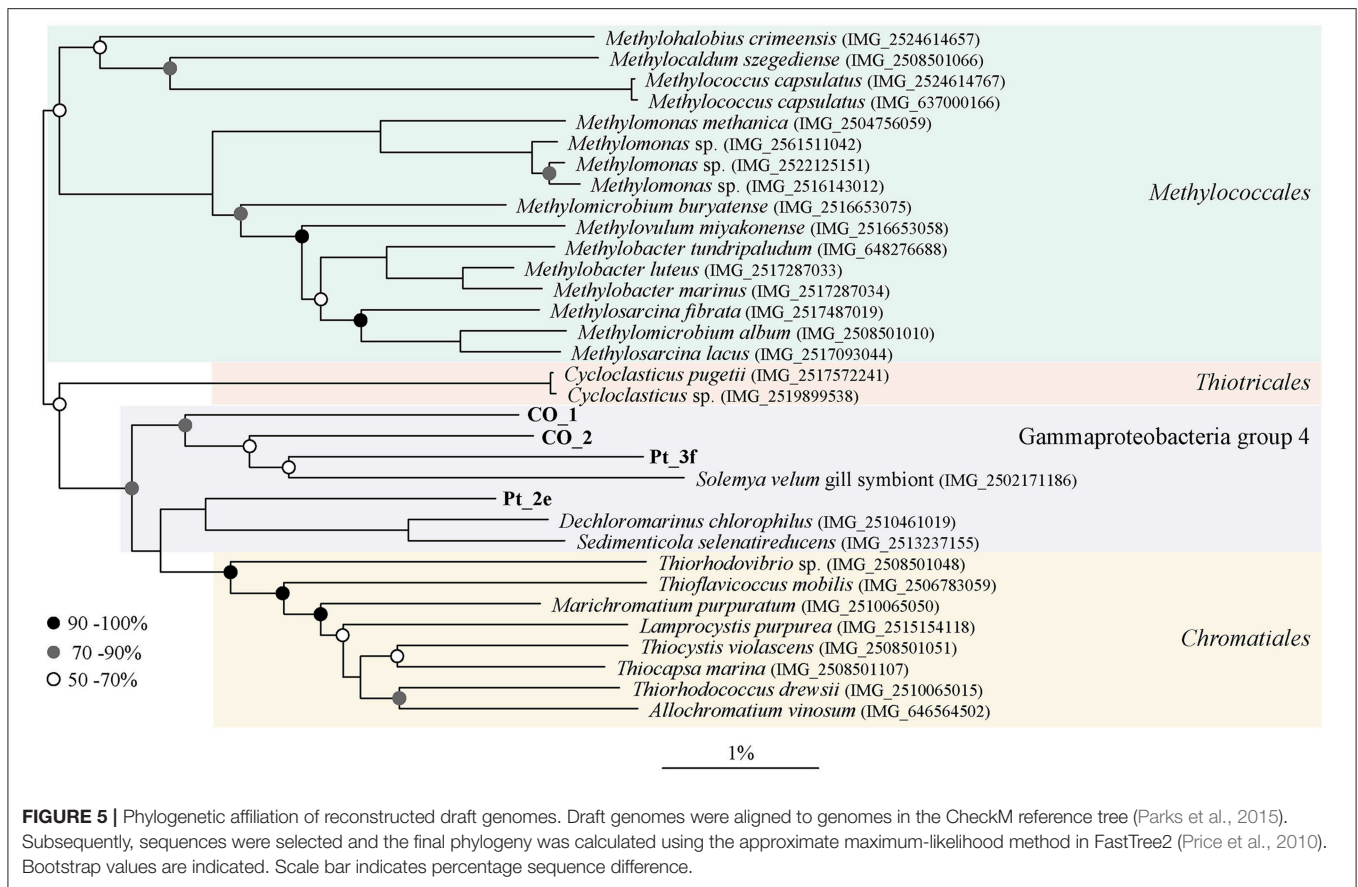 Methylohalobius crimeensis (IMG_2524614657)
Methylocaldum szegediense (IMG_2508501066)
Methylococcus capsulatus (IMG_2524614767)
Methylococcus capsulatus (IMG_637000166)
Methylomonas methanica (IMG_2504756059)
Methylomonas sp. (IMG_2561511042)
Methylomonas sp. (IMG_2522125151)
Methylomonas sp. (IMG_2516143012)
Methylococcales
Methylomicrobium buryatense (IMG_2516653075)
Methylovulum miyakonense (IMG_2516653058)
Methylobacter tundripaludum (IMG_648276688)
Methylobacter luteus (IMG_2517287033)
Methylobacter marinus (IMG_2517287034)
Methylosarcina fibrata (IMG_2517487019)
Methylomicrobium album (IMG_2508501010)
Methylosarcina lacus (IMG_2517093044)
Cycloclasticus pugetii (IMG_2517572241)
Thiotricales
Cycloclasticus sp. (IMG_2519899538)
CO_1
CO_2
Gammaproteobacteria group 4
Pt_3f
Solemya velum gill symbiont (IMG_2502171186)
Pt_2e
Dechloromarinus chlorophilus (IMG_2510461019)
Sedimenticola selenatireducens (IMG_2513237155)
Thiorhodovibrio sp. (IMG_2508501048)
Thioflavicoccus mobilis (IMG_2506783059)
Marichromatium purpuratum (IMG_2510065050)
Lamprocystis purpurea (IMG_2515154118)
Chromatiales
Thiocystis violascens (IMG_2508501051)
Thiocapsa marina (IMG_2508501107)
Thiorhodococcus drewsii (IMG_2510065015)
Allochromatium vinosum (IMG_646564502)
90 -100%
70 -90%
50 -70%
1%
FIGURE 5 | Phylogenetic affiliation of reconstructed draft genomes. Draft genomes were aligned to genomes in the CheckM reference tree (Parks et al., 2015).
Subsequently, sequences were selected and the final phylogeny was calculated using the approximate maximum-likelihood method in FastTree2 (Price et al., 2010).
Bootstrap values are indicated. Scale bar indicates percentage sequence difference.